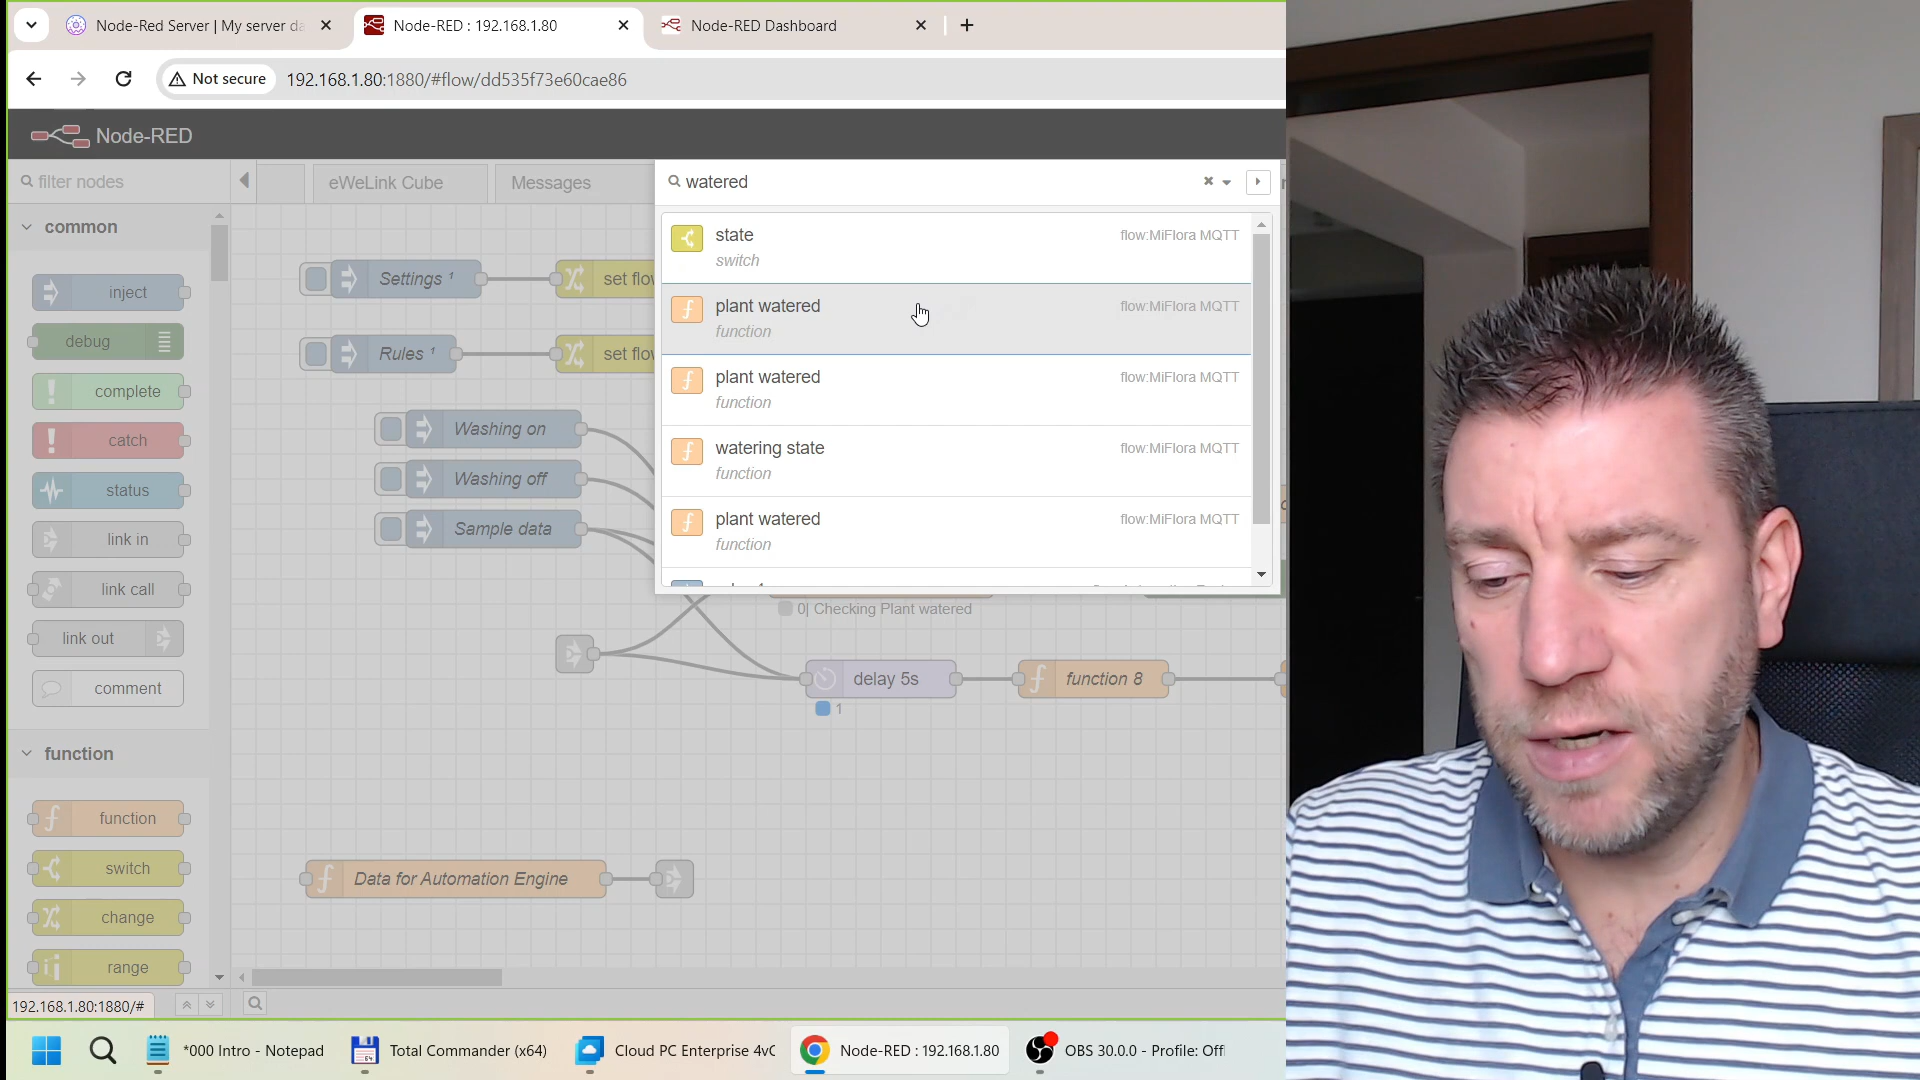 Node-Red Server | My server da
Node-RED : 192.168.1.80
Node-RED Dashboard
Not secure
192.168.1.80:1880/#flow/dd535f73e60cae86
Node-RED
filter nodes
eWeLink Cube
Messages
watered
common
inject
debug
complete
catch
status
link in
link call
link out
comment
function
function
switch
change
range
Settings ¹
set flow
Rules ¹
set flow
Washing on
Washing off
Sample data
state
flow:MiFlora MQTT
switch
plant watered
flow:MiFlora MQTT
function
plant watered
flow:MiFlora MQTT
function
watering state
flow:MiFlora MQTT
function
plant watered
flow:MiFlora MQTT
function
0| Checking Plant watered
delay 5s
1
function 8
Data for Automation Engine
192.168.1.80:1880/#
*000 Intro - Notepad
Total Commander (x64)
64
Cloud PC Enterprise 4vC
Node-RED : 192.168.1.80
OBS 30.0.0 - Profile: Off